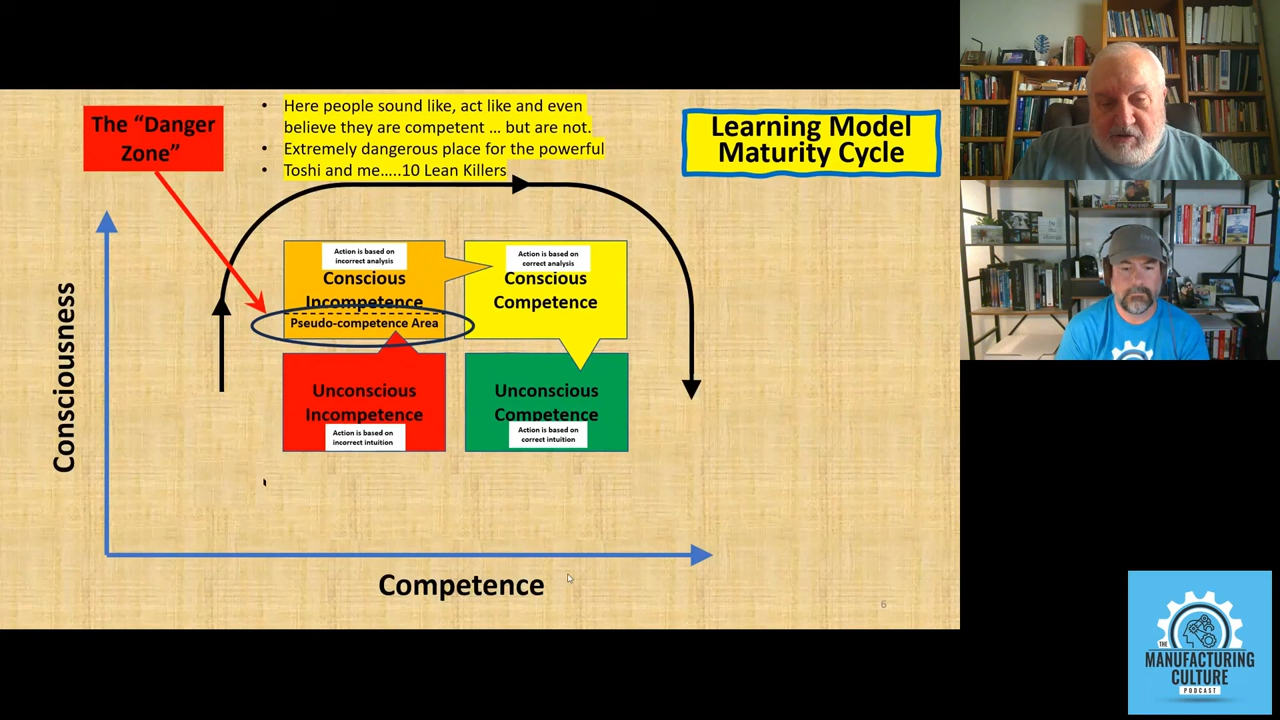 The “Danger
Zone”
• Here people sound like, act like and even
believe they are competent … but are not.
• Extremely dangerous place for the powerful
• Toshi and me…..10 Lean Killers
Learning Model
Maturity Cycle
Consciousness
Action is based on
incorrect analysis
Conscious
Incompetence
Pseudo-competence Area
Action is based on
correct analysis
Conscious
Competence
Unconscious
Incompetence
Action is based on
incorrect intuition
Unconscious
Competence
Action is based on
correct intuition
Competence
6
THE
MANUFACTURING
CULTURE
PODCAST